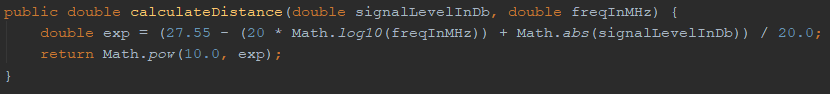 public double calculateDistance(double signalLevelInDb, double freqInMHz) {
    double exp = (27.55 - (20 * Math.log10(freqInMHz)) + Math.abs(signalLevelInDb)) / 20.0;
    return Math.pow(10.0, exp);
}